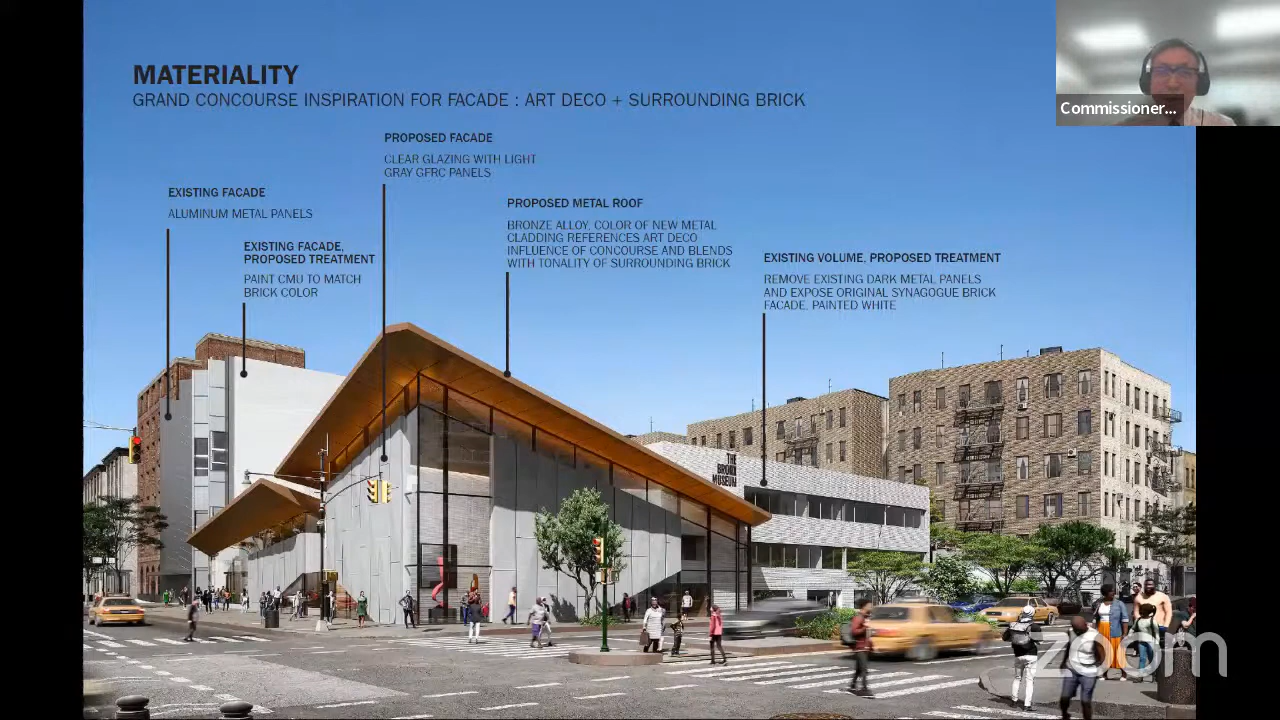 MATERIALITY
GRAND CONCOURSE INSPIRATION FOR FACADE : ART DECO + SURROUNDING BRICK
Commissioner...
PROPOSED FACADE
CLEAR GLAZING WITH LIGHT
GRAY GFRC PANELS
EXISTING FACADE
ALUMINUM METAL PANELS
PROPOSED METAL ROOF
BRONZE ALLOY, COLOR OF NEW METAL
CLADDING REFERENCES ART DECO
INFLUENCE OF CONCOURSE AND BLENDS
WITH TONALITY OF SURROUNDING BRICK
EXISTING FACADE,
PROPOSED TREATMENT
PAINT CMU TO MATCH
BRICK COLOR
EXISTING VOLUME, PROPOSED TREATMENT
REMOVE EXISTING DARK METAL PANELS
AND EXPOSE ORIGINAL SYNAGOGUE BRICK
FACADE, PAINTED WHITE
THE
BRONX
MUSEUM
zoom